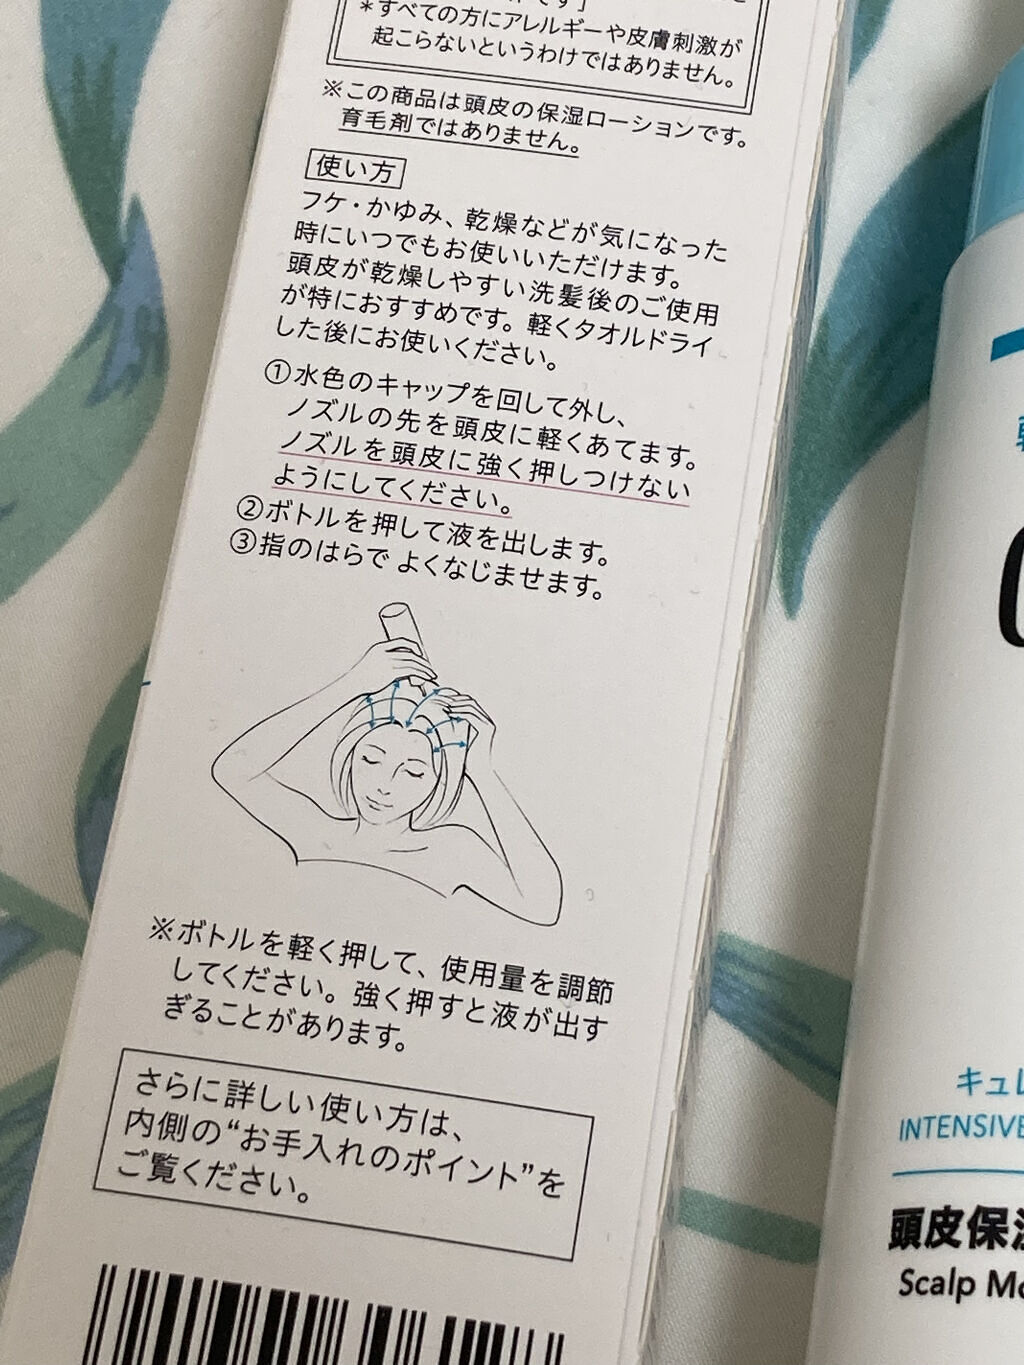 です」
*すべての方にアレルギーや皮膚刺激が
起こらないというわけではありません。
※この商品は頭皮の保湿ローションです。
育毛剤ではありません。
使い方
フケ・かゆみ、乾燥などが気になった
時にいつでもお使いいただけます。
頭皮が乾燥しやすい洗髪後のご使用
が特におすすめです。軽くタオルドライ
した後にお使いください。
①水色のキャップを回して外し、
ノズルの先を頭皮に軽くあてます。
ノズルを頭皮に強く押しつけない
ようにしてください。
②ボトルを押して液を出します。
③指のはらで よくなじませます。
※ボトルを軽く押して、使用量を調節
してください。強く押すと液が出す
ぎることがあります。
さらに詳しい使い方は、
内側の“お手入れのポイント”を
ご覧ください。
キュレ
INTENSIVE
頭皮保
Scalp